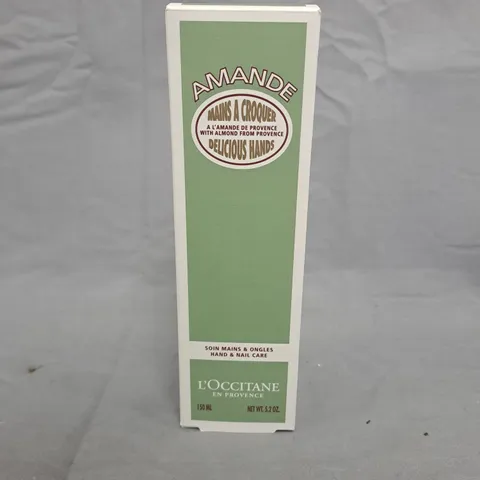 AMANDE
MAINS A CROQUER
A L'AMANDE DE PROVENCE
WITH ALMOND FROM PROVENCE
DELICIOUS HANDS
SOIN MAINS & ONGLES
HAND & NAIL CARE
L'OCCITANE
EN PROVENCE
150 ML NET WT. 5.2 OZ.